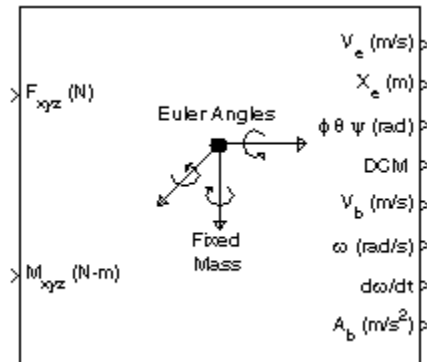 V_e (m/s)
X_e (m)
F_xyz (N)
Euler Angles
ϕ θ ψ (rad)
DCM
V_b (m/s)
Fixed
Mass
ω (rad/s)
M_xyz (N-m)
dω/dt
A_b (m/s²)